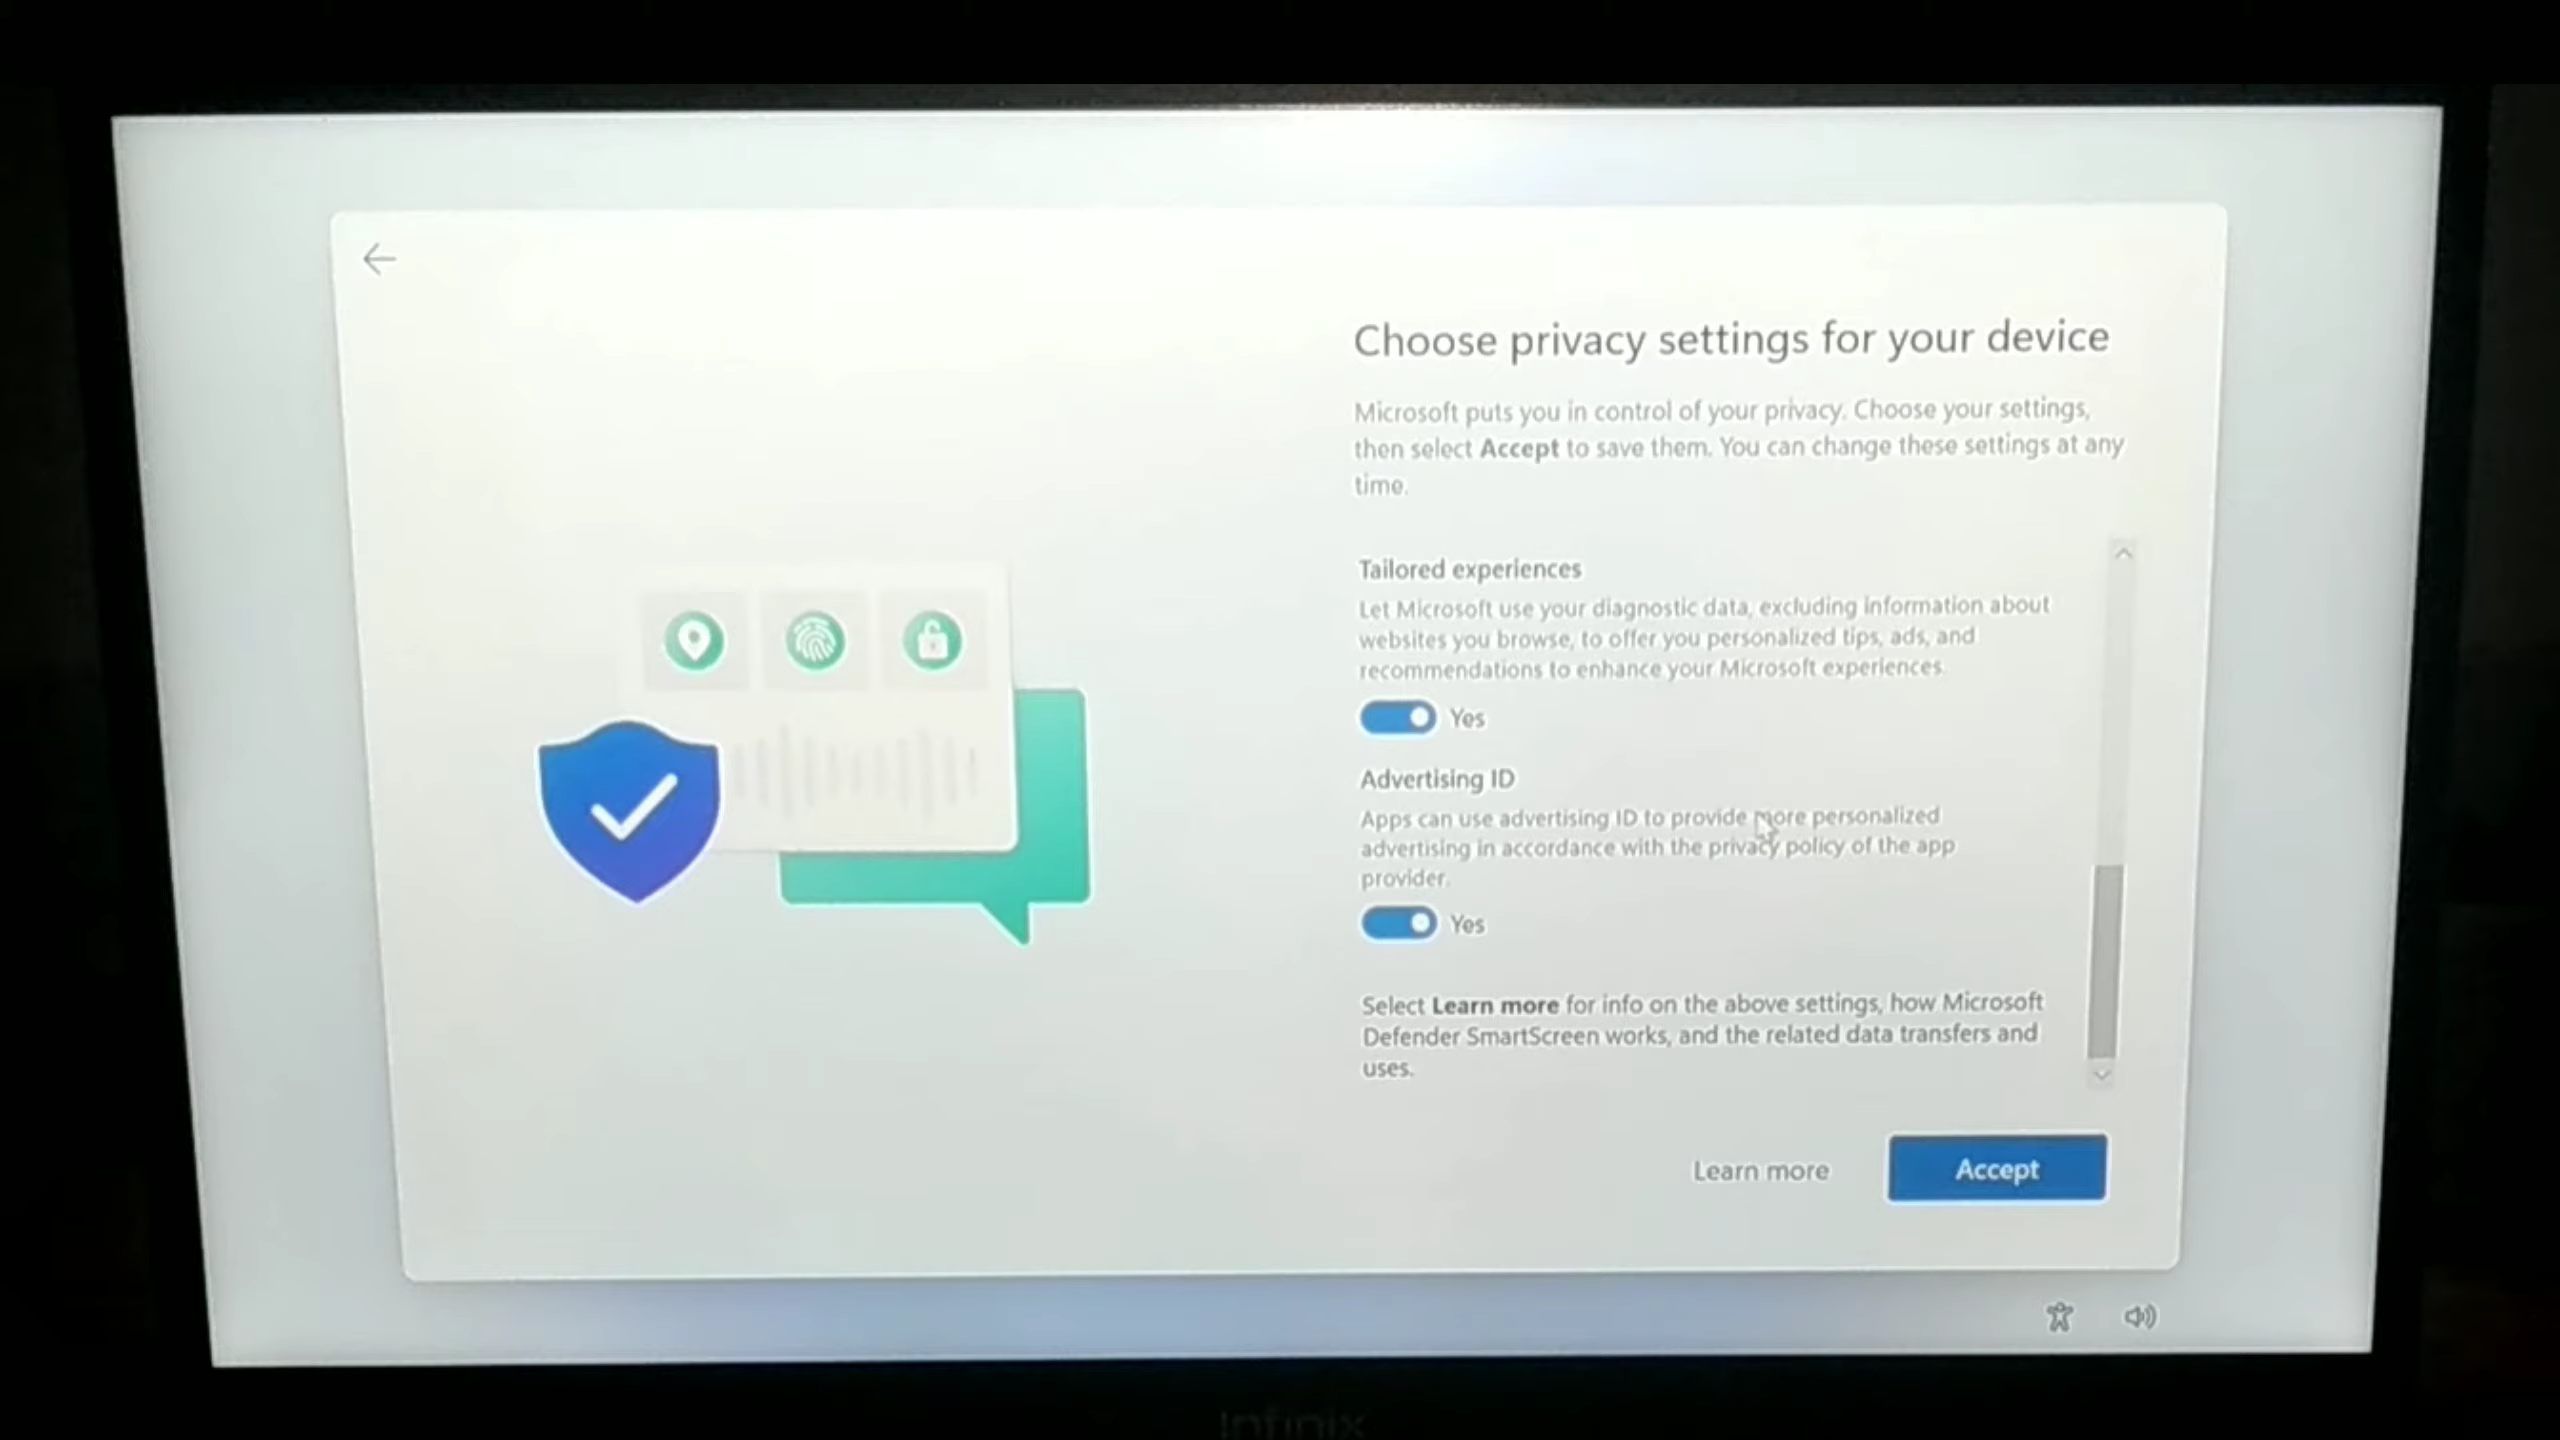 Choose privacy settings for your device
Microsoft puts you in control of your privacy. Choose your settings,
then select Accept to save them. You can change these settings at any
time.
Tailored experiences
Let Microsoft use your diagnostic data, excluding information about
websites you browse, to offer you personalized tips, ads, and
recommendations to enhance your Microsoft experiences.
Yes
Advertising ID
Apps can use advertising ID to provide more personalized
advertising in accordance with the privacy policy of the app
provider.
Yes
Select Learn more for info on the above settings, how Microsoft
Defender SmartScreen works, and the related data transfers and
uses.
Learn more
Accept
Infinix